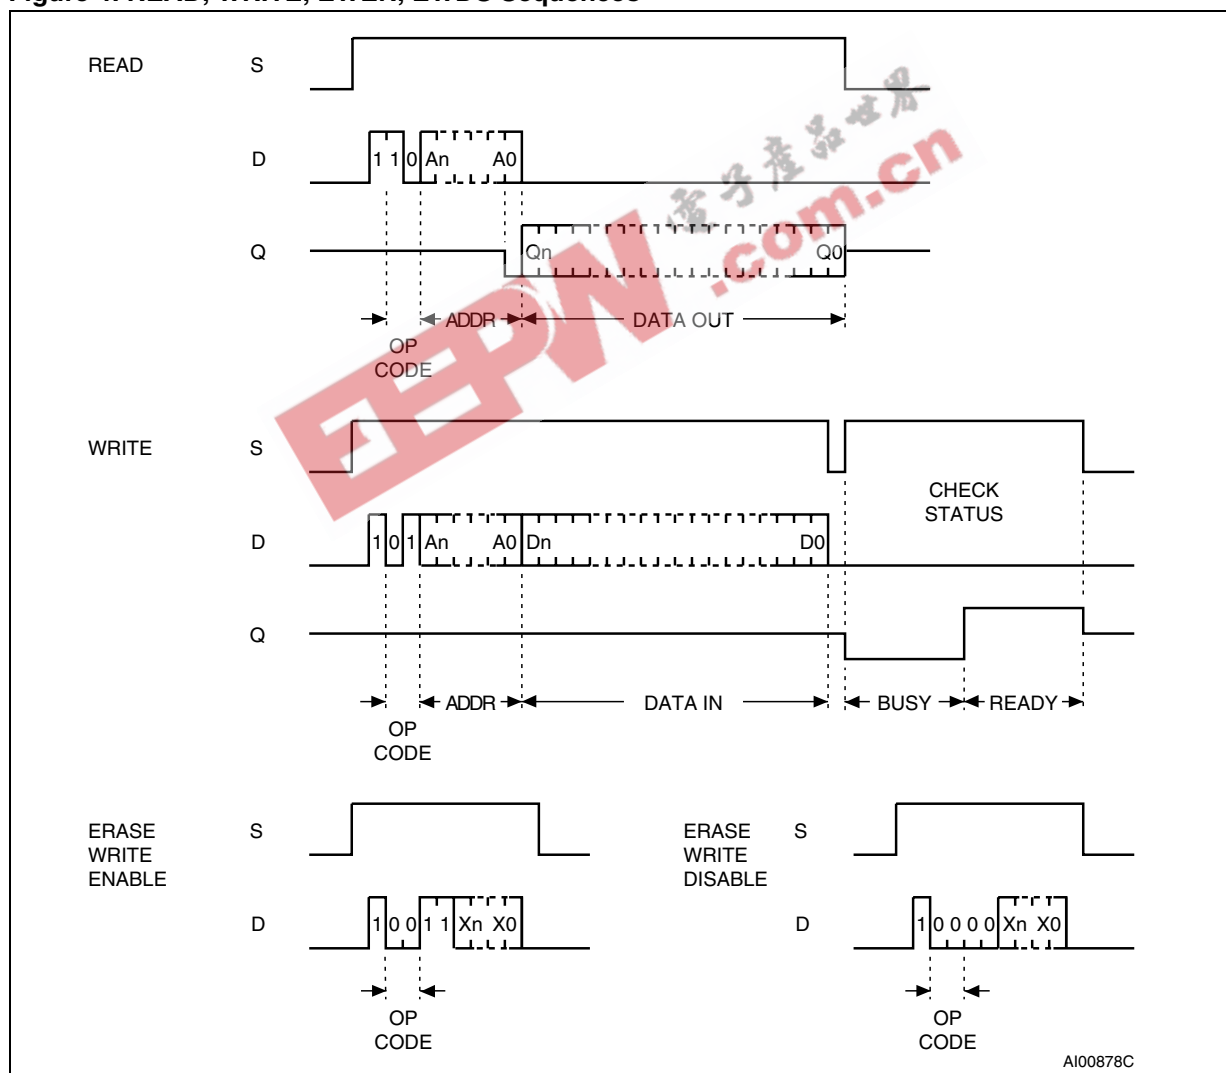 READ S
D 1 1 0 An A0
Q Qn Q0
ADDR DATA OUT
OP
CODE
電子產品世界
.com.cn
EEPW
WRITE S
CHECK
STATUS
D 1 0 1 An A0 Dn D0
Q
ADDR DATA IN BUSY READY
OP
CODE
ERASE
WRITE
ENABLE
S
D 1 0 0 1 1 Xn X0
OP
CODE
ERASE
WRITE
DISABLE
S
D 1 0 0 0 0 Xn X0
OP
CODE
AI00878C